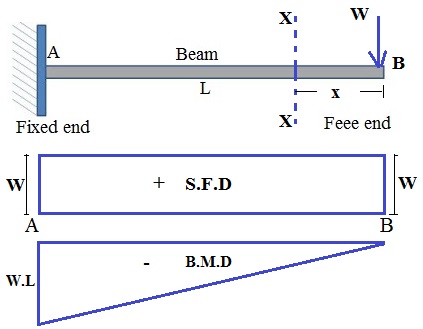 X W
A Beam B
L x
X
Fixed end Feee end
W + S.F.D W
A B
W.L - B.M.D